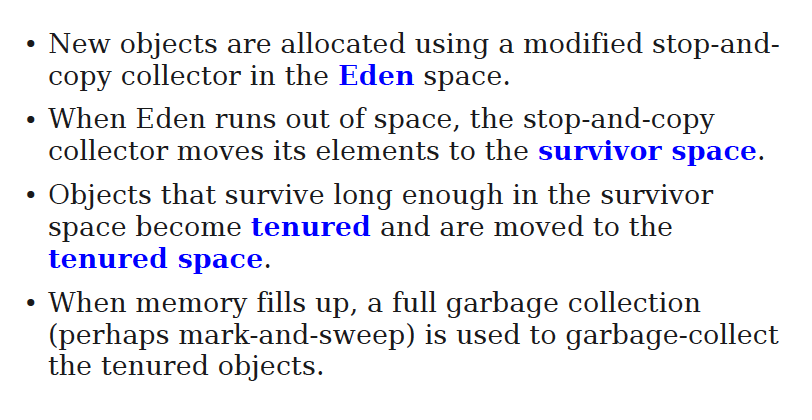 • New objects are allocated using a modified stop-and-
copy collector in the Eden space.
• When Eden runs out of space, the stop-and-copy
collector moves its elements to the survivor space.
• Objects that survive long enough in the survivor
space become tenured and are moved to the
tenured space.
• When memory fills up, a full garbage collection
(perhaps mark-and-sweep) is used to garbage-collect
the tenured objects.